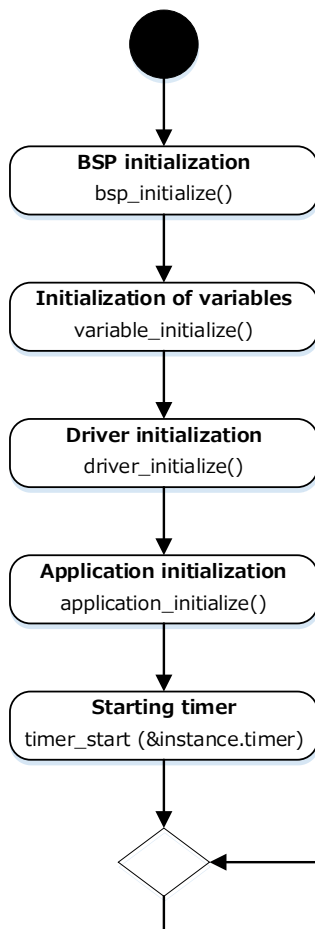 BSP initialization
bsp_initialize()
Initialization of variables
variable_initialize()
Driver initialization
driver_initialize()
Application initialization
application_initialize()
Starting timer
timer_start (&instance.timer)